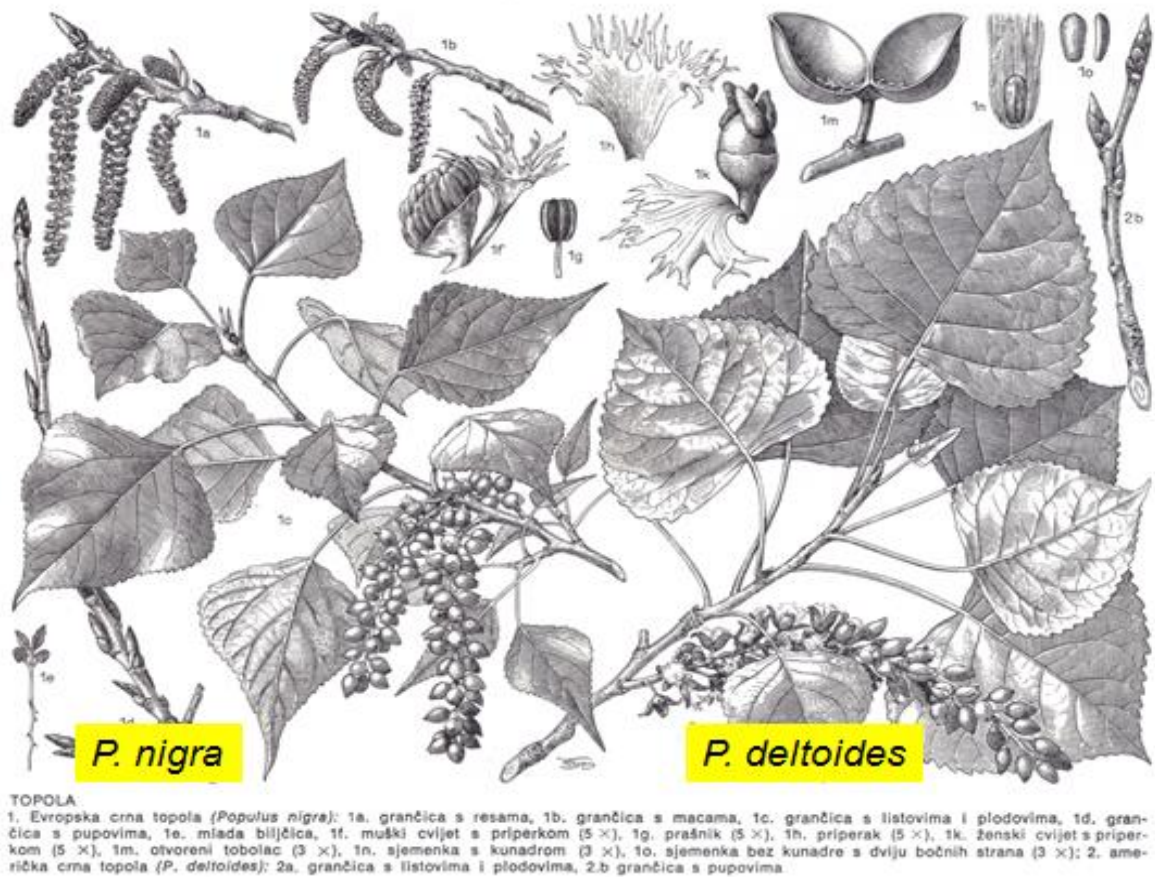 1a
1b
1h
1m
1n
1o
1k
1f
1g
2b
1c
1e
1d
P. nigra
P. deltoides
TOPOLA
1. Evropska crna topola (Populus nigra): 1a. grančica s resama, 1b. grančica s macama, 1c. grančica s listovima i plodovima, 1d. gran-
čica s pupovima, 1e. mlada biljčica, 1f. muški cvijet s priperkom (5 ×), 1g. prašnik (5 ×), 1h. priperak (5 ×), 1k. ženski cvijet s priper-
kom (5 ×), 1m. otvoreni tobolac (3 ×), 1n. sjemenka s kunadrom (3 ×), 1o. sjemenka bez kunadre s dviju bočnih strana (3 ×); 2. ame-
rička crna topola (P. deltoides): 2a. grančica s listovima i plodovima, 2.b grančica s pupovima